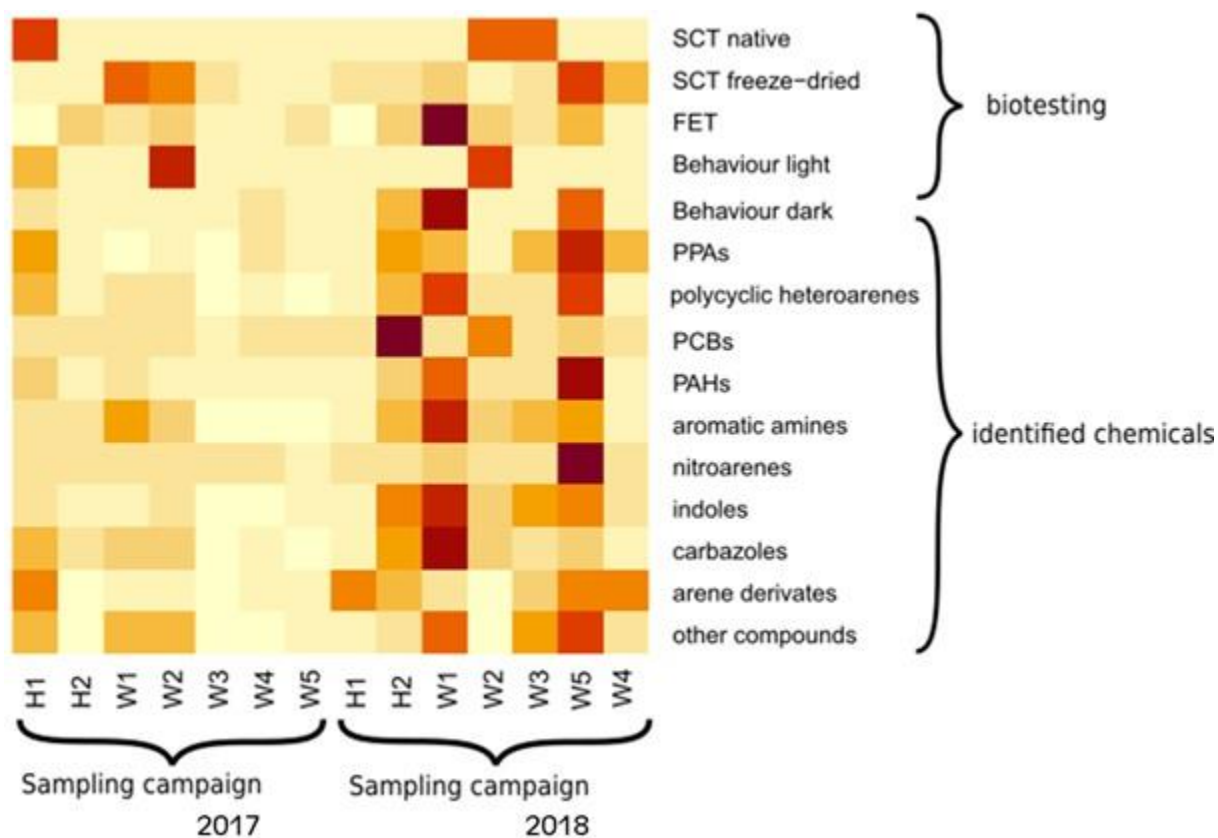 SCT native
SCT freeze−dried
FET
Behaviour light
Behaviour dark
PPAs
polycyclic heteroarenes
PCBs
PAHs
aromatic amines
nitroarenes
indoles
carbazoles
arene derivates
other compounds
biotesting
identified chemicals
H1 H2 W1 W2 W3 W4 W5 H1 H2 W1 W2 W3 W5 W4
Sampling campaign Sampling campaign
2017 2018